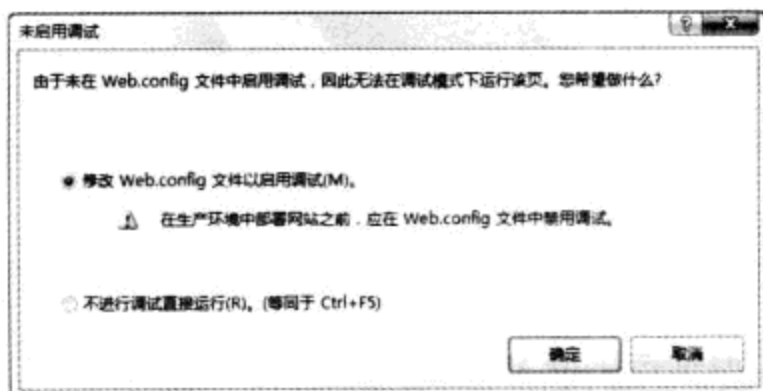 未启用调试
由于未在 Web.config 文件中启用调试，因此无法在调试模式下运行该页。您希望做什么?
修改 Web.config 文件以启用调试(M)。
在生产环境中部署网站之前，应在 Web.config 文件中禁用调试。
不进行调试直接运行(R)。(等同于 Ctrl+F5)
确定
取消